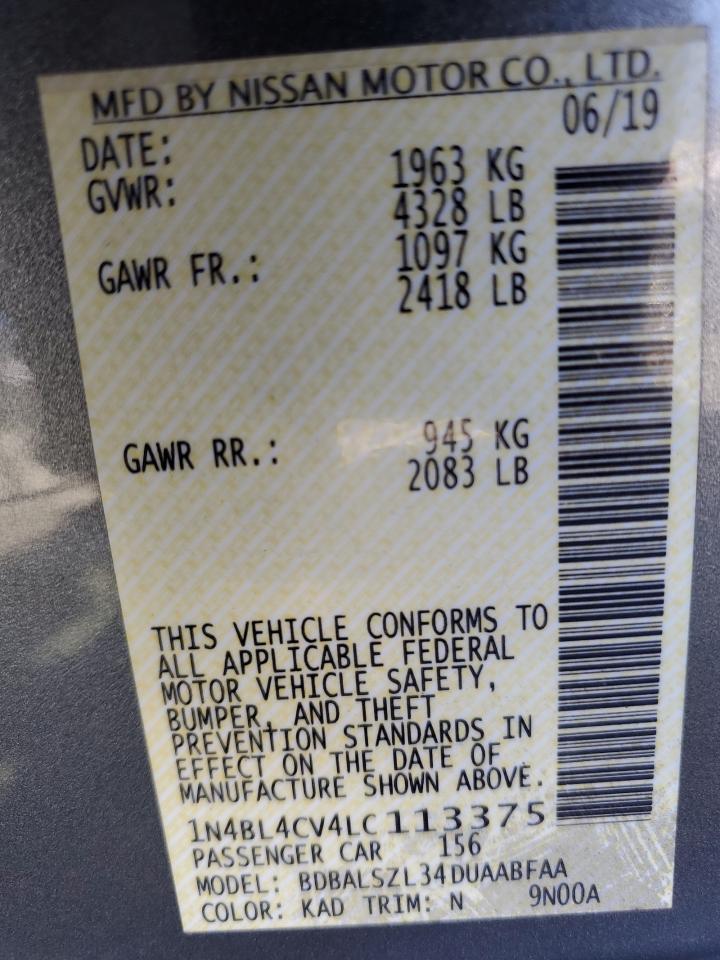 MFD BY NISSAN MOTOR CO., LTD.
DATE: 06/19
GVWR: 1963 KG
4328 LB
GAWR FR.: 1097 KG
2418 LB
GAWR RR.: 945 KG
2083 LB
THIS VEHICLE CONFORMS TO
ALL APPLICABLE FEDERAL
MOTOR VEHICLE SAFETY,
BUMPER, AND THEFT
PREVENTION STANDARDS IN
EFFECT ON THE DATE OF
MANUFACTURE SHOWN ABOVE.
1N4BL4CV4LC113375
PASSENGER CAR 156
MODEL: BDBALSZL34DUAABFAA
COLOR: KAD TRIM: N 9N00A